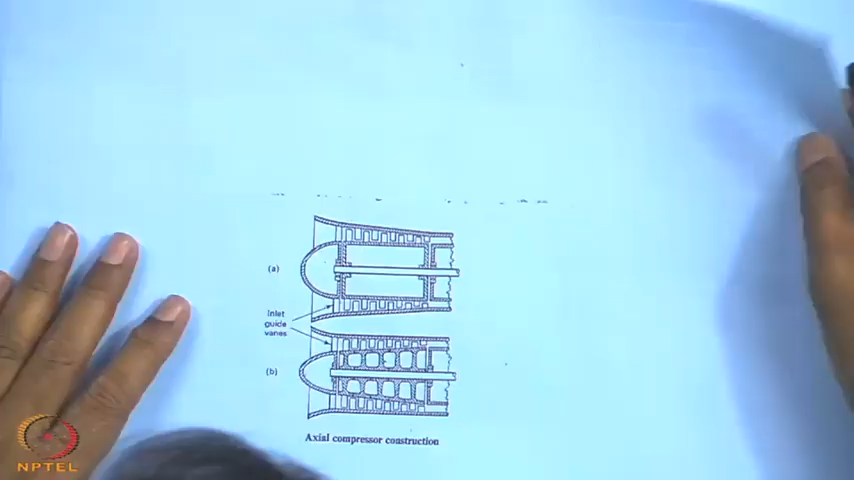 (a)
Inlet
guide
vanes
(b)
Axial compressor construction
NPTEL